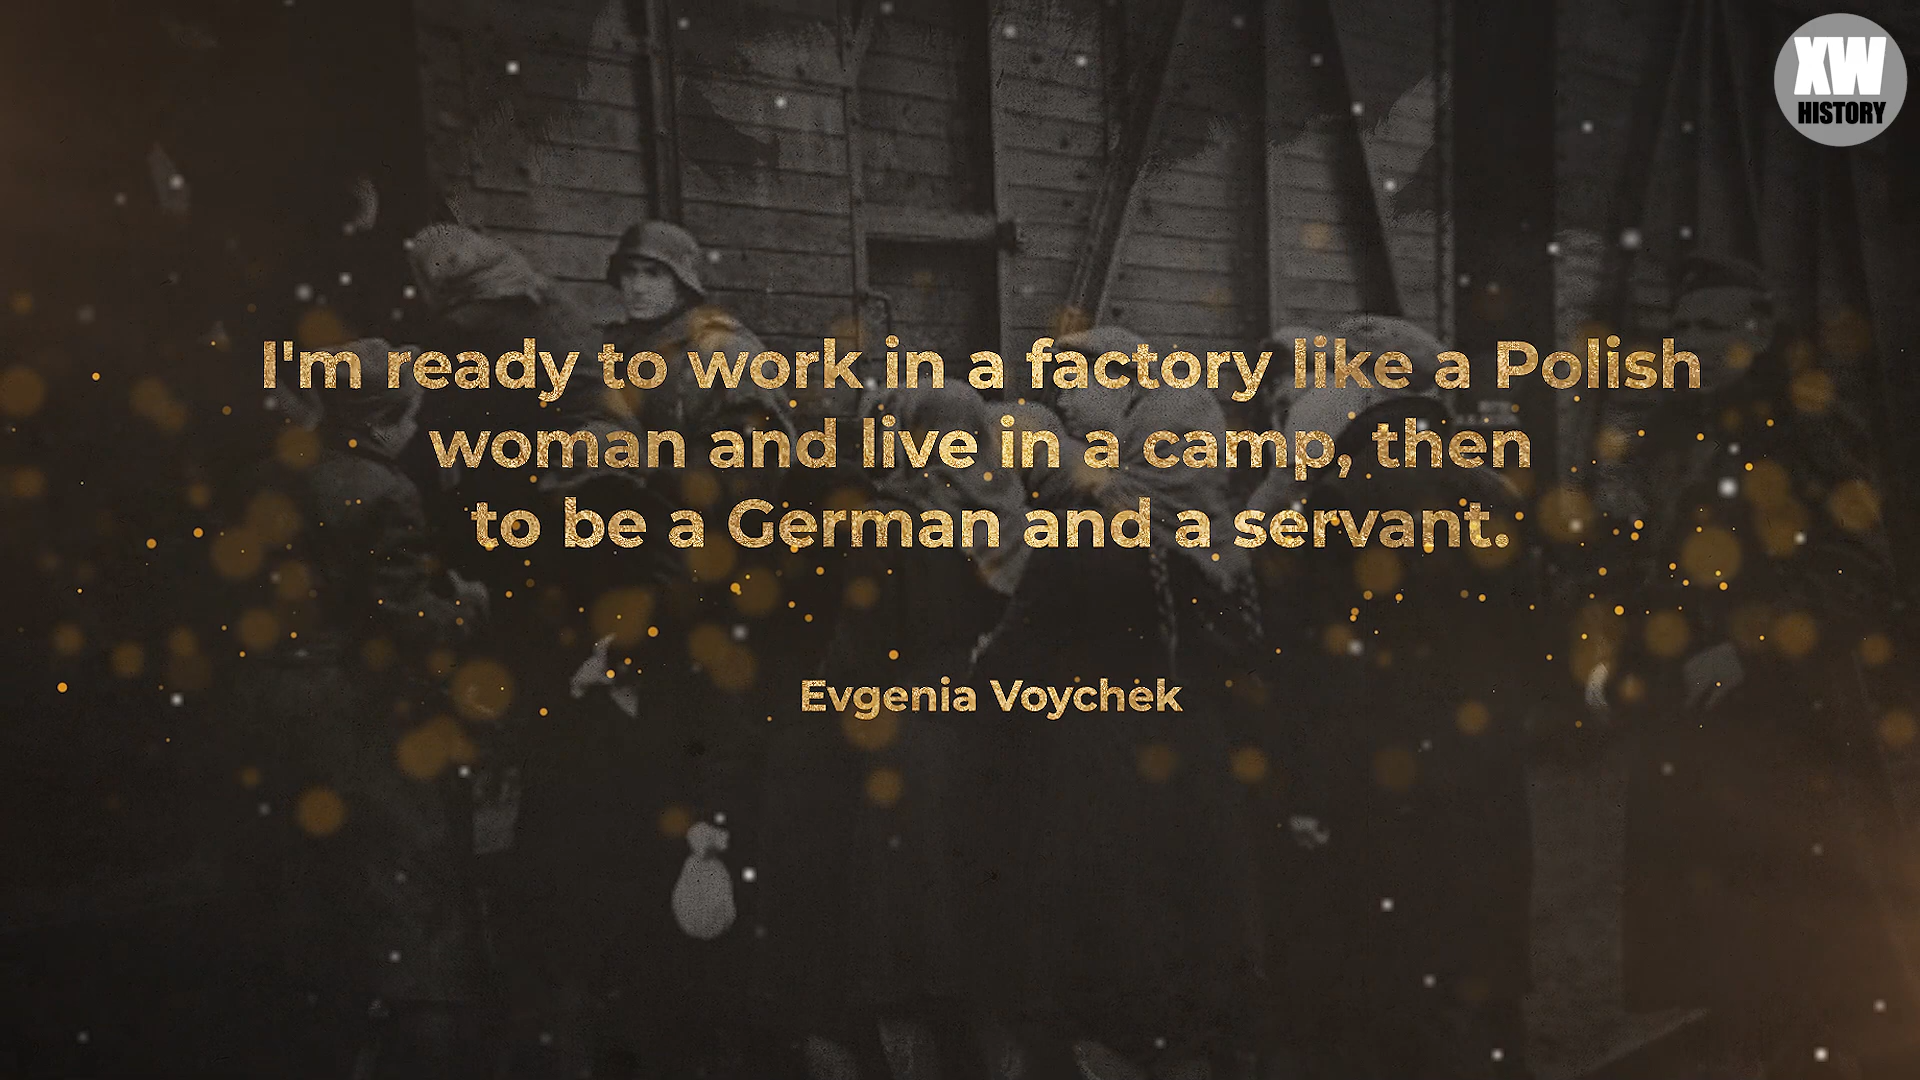 XW
HISTORY
I'm ready to work in a factory like a Polish
woman and live in a camp, then
to be a German and a servant.
Evgenia Voychek